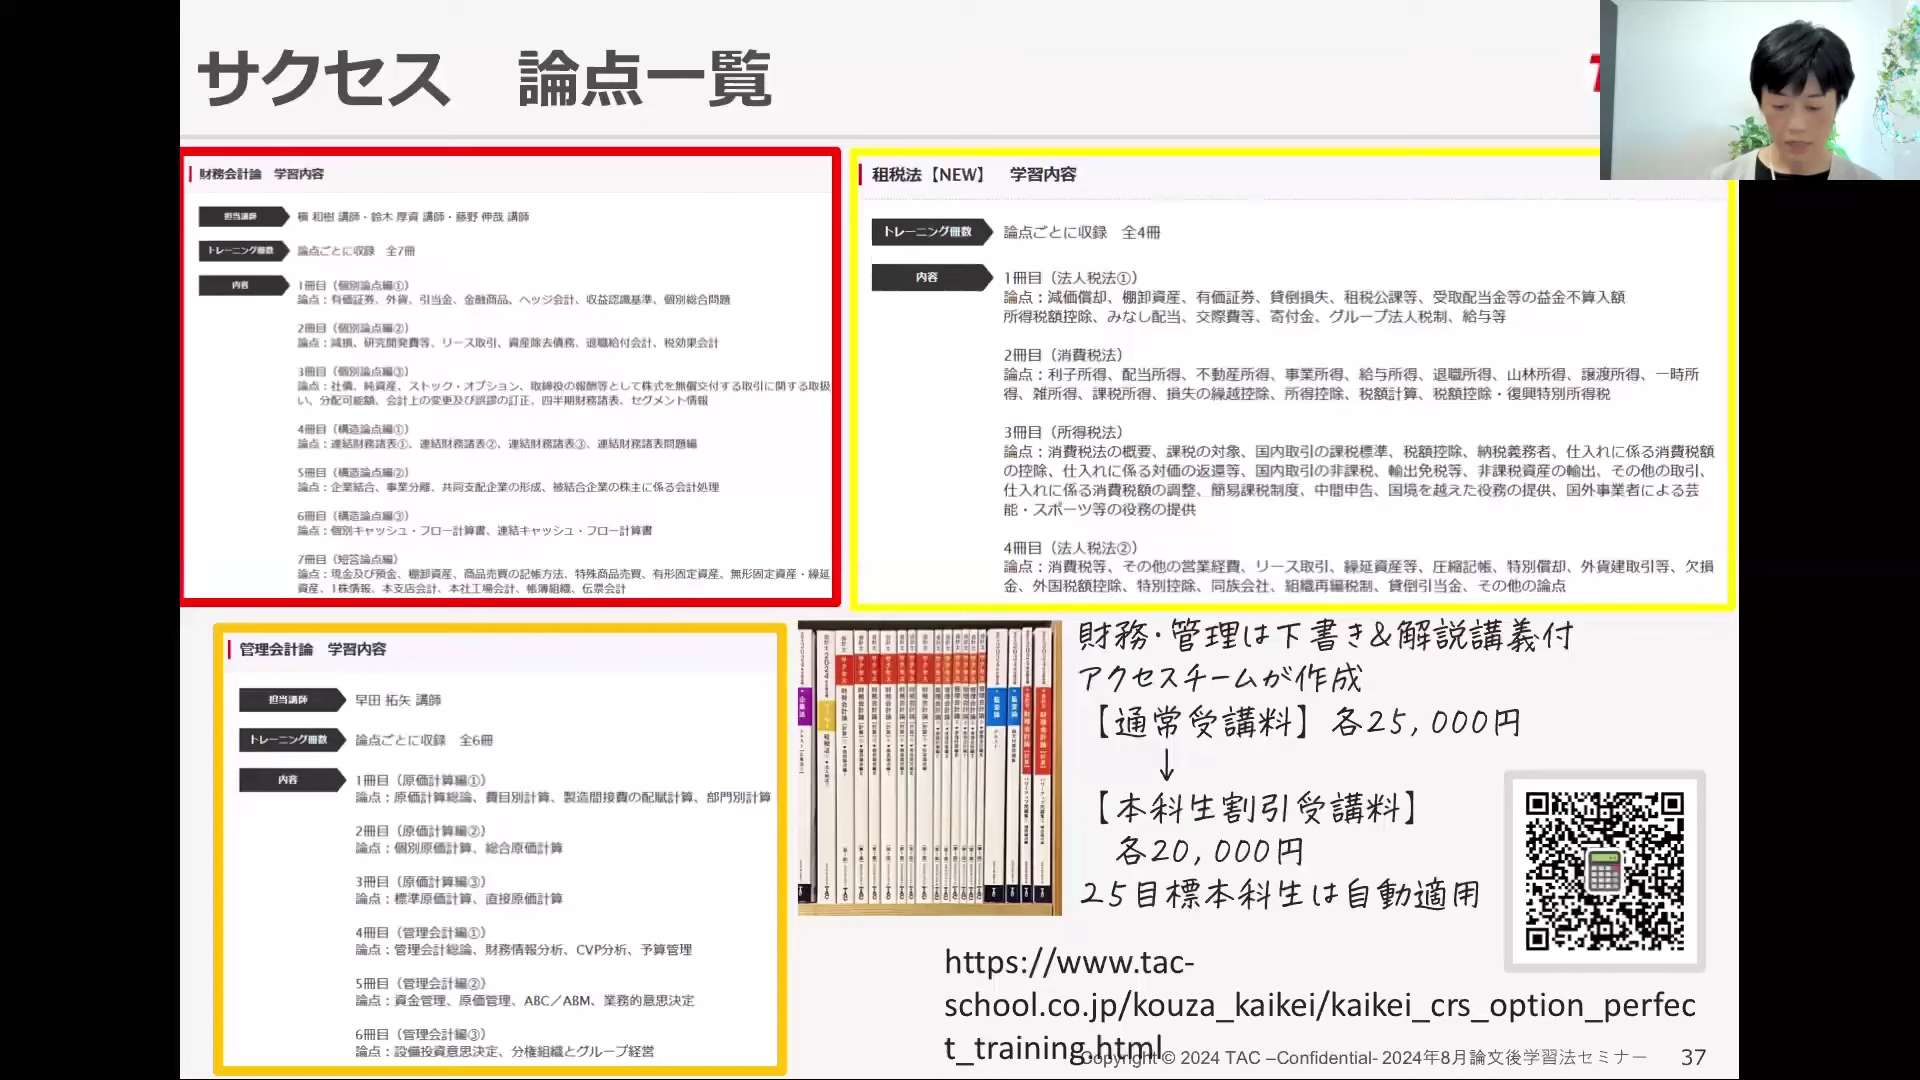 サクセス　論点一覧
財務会計論　学習内容
担当講師
槇 和樹 講師・鈴木 厚資 講師・藤野 伸哉 講師
トレーニング冊数
論点ごとに収録　全7冊
内容
1冊目（個別論点編①）
論点：有価証券、外貨、引当金、金融商品、ヘッジ会計、収益認識基準、個別総合問題
2冊目（個別論点編②）
論点：減損、研究開発費等、リース取引、資産除去債務、退職給付会計、税効果会計
3冊目（個別論点編③）
論点：社債、純資産、ストック・オプション、取締役の報酬等として株式を無償交付する取引に関する取扱
い、分配可能額、会計上の変更及び誤謬の訂正、四半期財務諸表、セグメント情報
4冊目（構造論点編①）
論点：連結財務諸表①、連結財務諸表②、連結財務諸表③、連結財務諸表問題編
5冊目（構造論点編②）
論点：企業結合、事業分離、共同支配企業の形成、被結合企業の株主に係る会計処理
6冊目（構造論点編③）
論点：個別キャッシュ・フロー計算書、連結キャッシュ・フロー計算書
7冊目（短答論点編）
論点：現金及び預金、棚卸資産、商品売買の記帳方法、特殊商品売買、有形固定資産、無形固定資産・繰延
資産、1株情報、本支店会計、本社工場会計、帳簿組織、伝票会計
租税法【NEW】　学習内容
トレーニング冊数
論点ごとに収録　全4冊
内容
1冊目（法人税法①）
論点：減価償却、棚卸資産、有価証券、貸倒損失、租税公課等、受取配当金等の益金不算入額
所得税額控除、みなし配当、交際費等、寄付金、グループ法人税制、給与等
2冊目（消費税法）
論点：利子所得、配当所得、不動産所得、事業所得、給与所得、退職所得、山林所得、譲渡所得、一時所
得、雑所得、課税所得、損失の繰越控除、所得控除、税額計算、税額控除・復興特別所得税
3冊目（所得税法）
論点：消費税法の概要、課税の対象、国内取引の課税標準、税額控除、納税義務者、仕入れに係る消費税額
の控除、仕入れに係る対価の返還等、国内取引の非課税、輸出免税等、非課税資産の輸出、その他の取引、
仕入れに係る消費税額の調整、簡易課税制度、中間申告、国境を越えた役務の提供、国外事業者による芸
能・スポーツ等の役務の提供
4冊目（法人税法②）
論点：消費税等、その他の営業経費、リース取引、繰延資産等、圧縮記帳、特別償却、外貨建取引等、欠損
金、外国税額控除、特別控除、同族会社、組織再編税制、貸倒引当金、その他の論点
管理会計論　学習内容
担当講師
早田 拓矢 講師
トレーニング冊数
論点ごとに収録　全6冊
内容
1冊目（原価計算編①）
論点：原価計算総論、費目別計算、製造間接費の配賦計算、部門別計算
2冊目（原価計算編②）
論点：個別原価計算、総合原価計算
3冊目（原価計算編③）
論点：標準原価計算、直接原価計算
4冊目（管理会計編①）
論点：管理会計総論、財務情報分析、CVP分析、予算管理
5冊目（管理会計編②）
論点：資金管理、原価管理、ABC／ABM、業務的意思決定
6冊目（管理会計編③）
論点：設備投資意思決定、分権組織とグループ経営
財務・管理は下書き&解説講義付
アクセスチームが作成
【通常受講料】各25,000円
↓
【本科生割引受講料】
各20,000円
25目標本科生は自動適用
https://www.tac-
school.co.jp/kouza_kaikei/kaikei_crs_option_perfec
t_training.html
Copyright © 2024 TAC –Confidential- 2024年8月論文後学習法セミナー
37